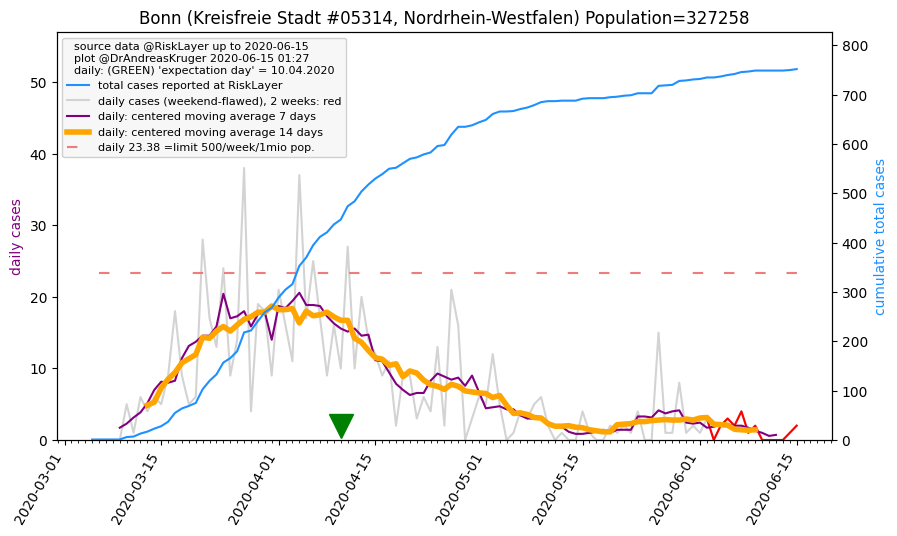 Bonn (Kreisfreie Stadt #05314, Nordrhein-Westfalen) Population=327258
source data @RiskLayer up to 2020-06-15
plot @DrAndreasKruger 2020-06-15 01:27
daily: (GREEN) 'expectation day' = 10.04.2020
total cases reported at RiskLayer
daily cases (weekend-flawed), 2 weeks: red
daily: centered moving average 7 days
daily: centered moving average 14 days
daily 23.38 =limit 500/week/1mio pop.
daily cases
50
40
30
20
10
0
cumulative total cases
800
700
600
500
400
300
200
100
0
2020-03-01
2020-03-15
2020-04-01
2020-04-15
2020-05-01
2020-05-15
2020-06-01
2020-06-15